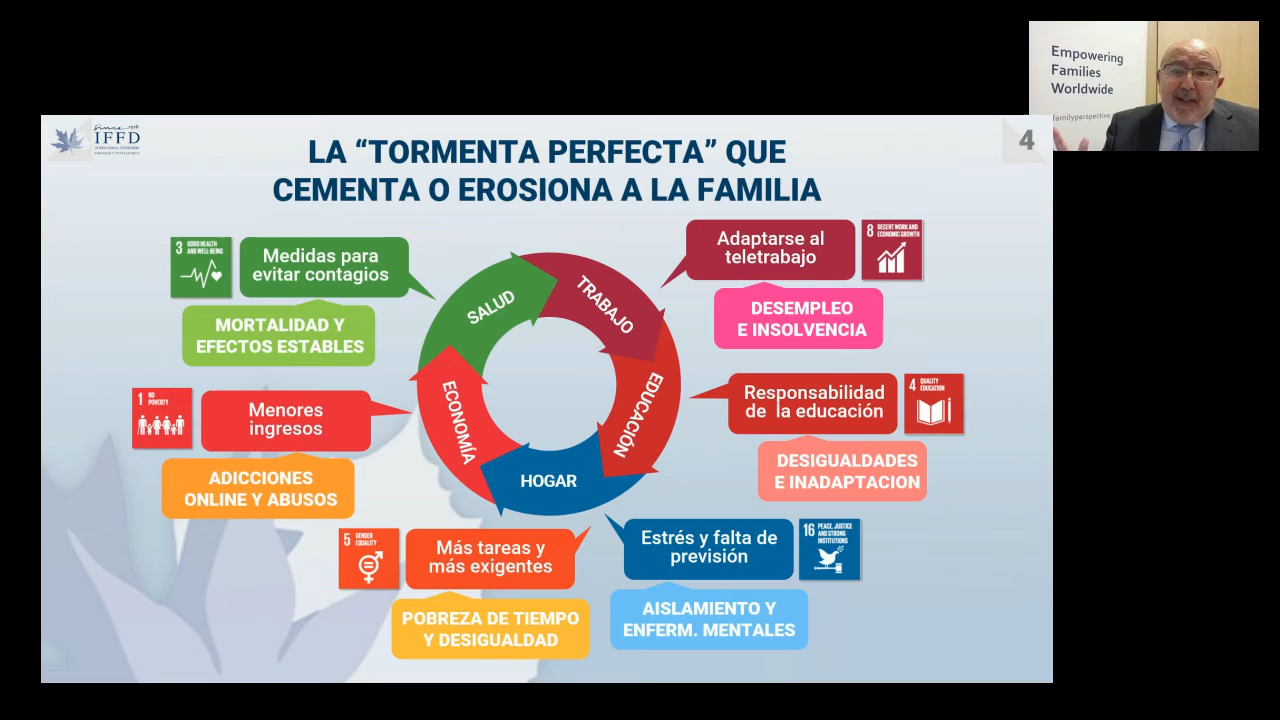 Empowering
Families
Worldwide
familyperspective.
Since 1978
IFFD
LA “TORMENTA PERFECTA” QUE
CEMENTA O EROSIONA A LA FAMILIA
4
3 GOOD HEALTH
AND WELL-BEING
Medidas para
evitar contagios
MORTALIDAD Y
EFECTOS ESTABLES
Adaptarse al
teletrabajo
8 DECENT WORK AND
ECONOMIC GROWTH
DESEMPLEO
E INSOLVENCIA
SALUD
TRABAJO
EDUCACIÓN
HOGAR
ECONOMÍA
1 NO
POVERTY
Menores
ingresos
ADICCIONES
ONLINE Y ABUSOS
Responsabilidad
de la educación
4 QUALITY
EDUCATION
DESIGUALDADES
E INADAPTACION
5 GENDER
EQUALITY
Más tareas y
más exigentes
POBREZA DE TIEMPO
Y DESIGUALDAD
Estrés y falta de
previsión
16 PEACE, JUSTICE
AND STRONG
INSTITUTIONS
AISLAMIENTO Y
ENFERM. MENTALES